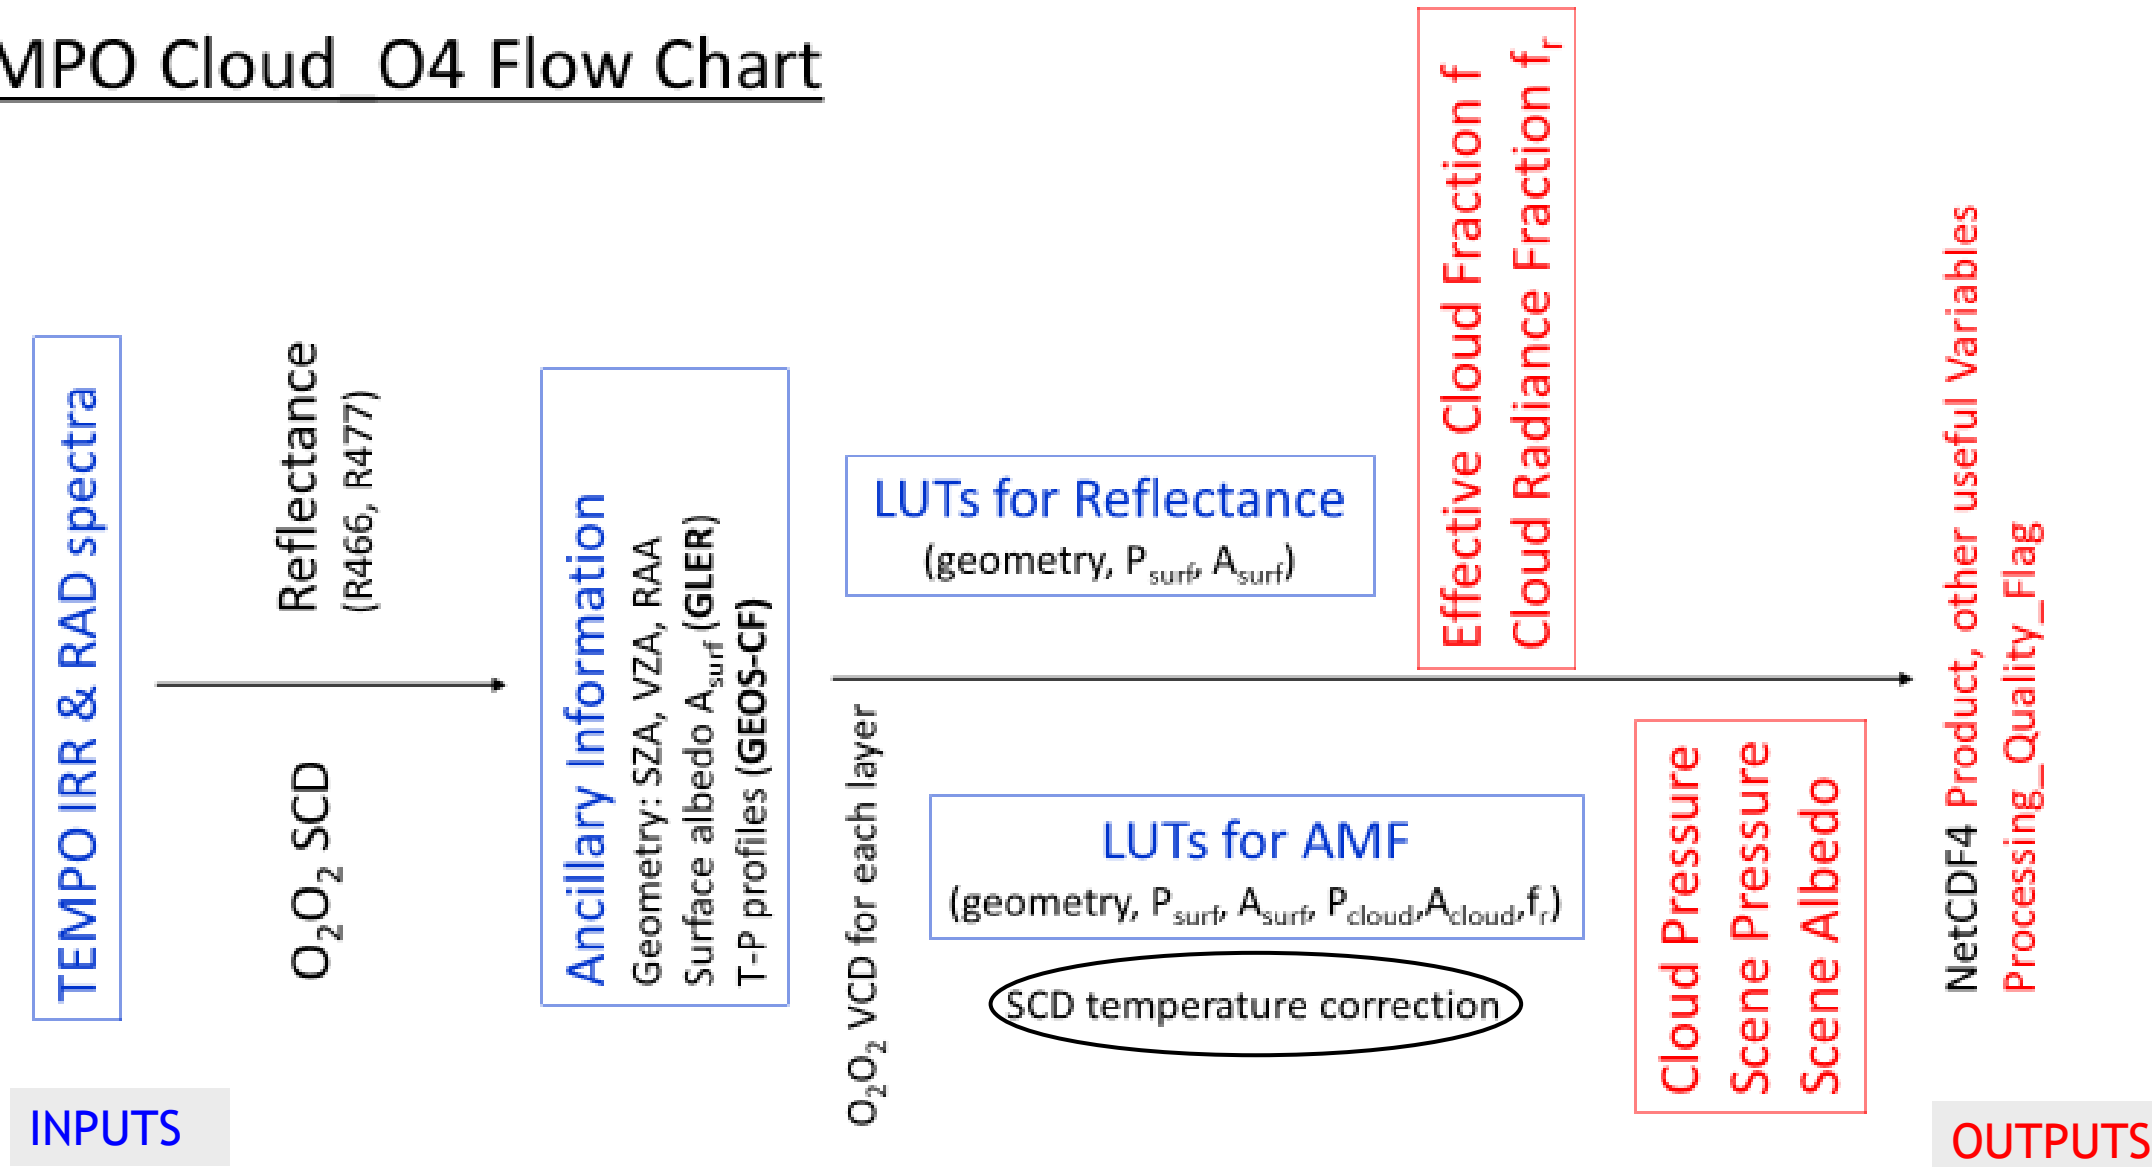 MPO Cloud_O4 Flow Chart
TEMPO IRR & RAD spectra
Reflectance
(R466, R477)
O₂O₂ SCD
Ancillary Information
Geometry: SZA, VZA, RAA
Surface albedo Aₛᵤᵣf (GLER)
T-P profiles (GEOS-CF)
LUTs for Reflectance
(geometry, Pₛᵤᵣf, Aₛᵤᵣf)
O₂O₂ VCD for each layer
LUTs for AMF
(geometry, Pₛᵤᵣf, Aₛᵤᵣf, Pcloud,Acloud,fᵣ)
SCD temperature correction
Effective Cloud Fraction f
Cloud Radiance Fraction fᵣ
Cloud Pressure
Scene Pressure
Scene Albedo
NetCDF4 Product, other useful Variables
Processing_Quality_Flag
INPUTS
OUTPUTS